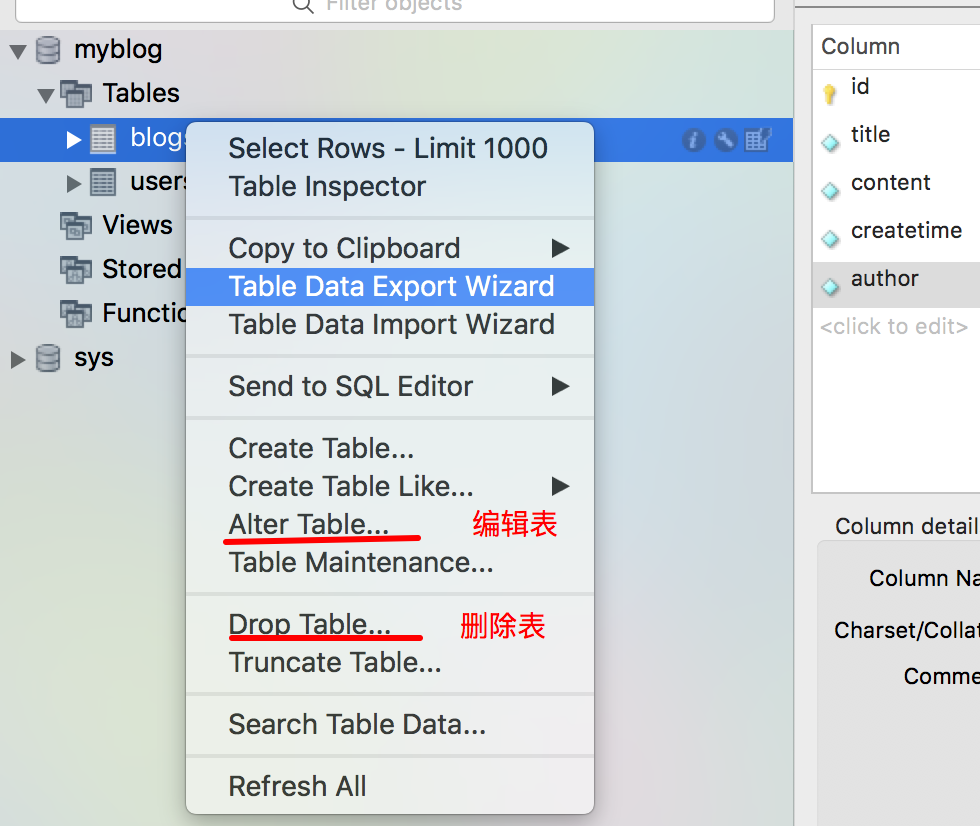 Filter objects
myblog
Tables
blogs
users
Views
Stored
Functio
sys
Select Rows - Limit 1000
Table Inspector
Copy to Clipboard
Table Data Export Wizard
Table Data Import Wizard
Send to SQL Editor
Create Table...
Create Table Like...
Alter Table... 编辑表
Table Maintenance...
Drop Table... 删除表
Truncate Table...
Search Table Data...
Refresh All
Column
id
title
content
createtime
author
<click to edit>
Column detail
Column Na
Charset/Collat
Comme